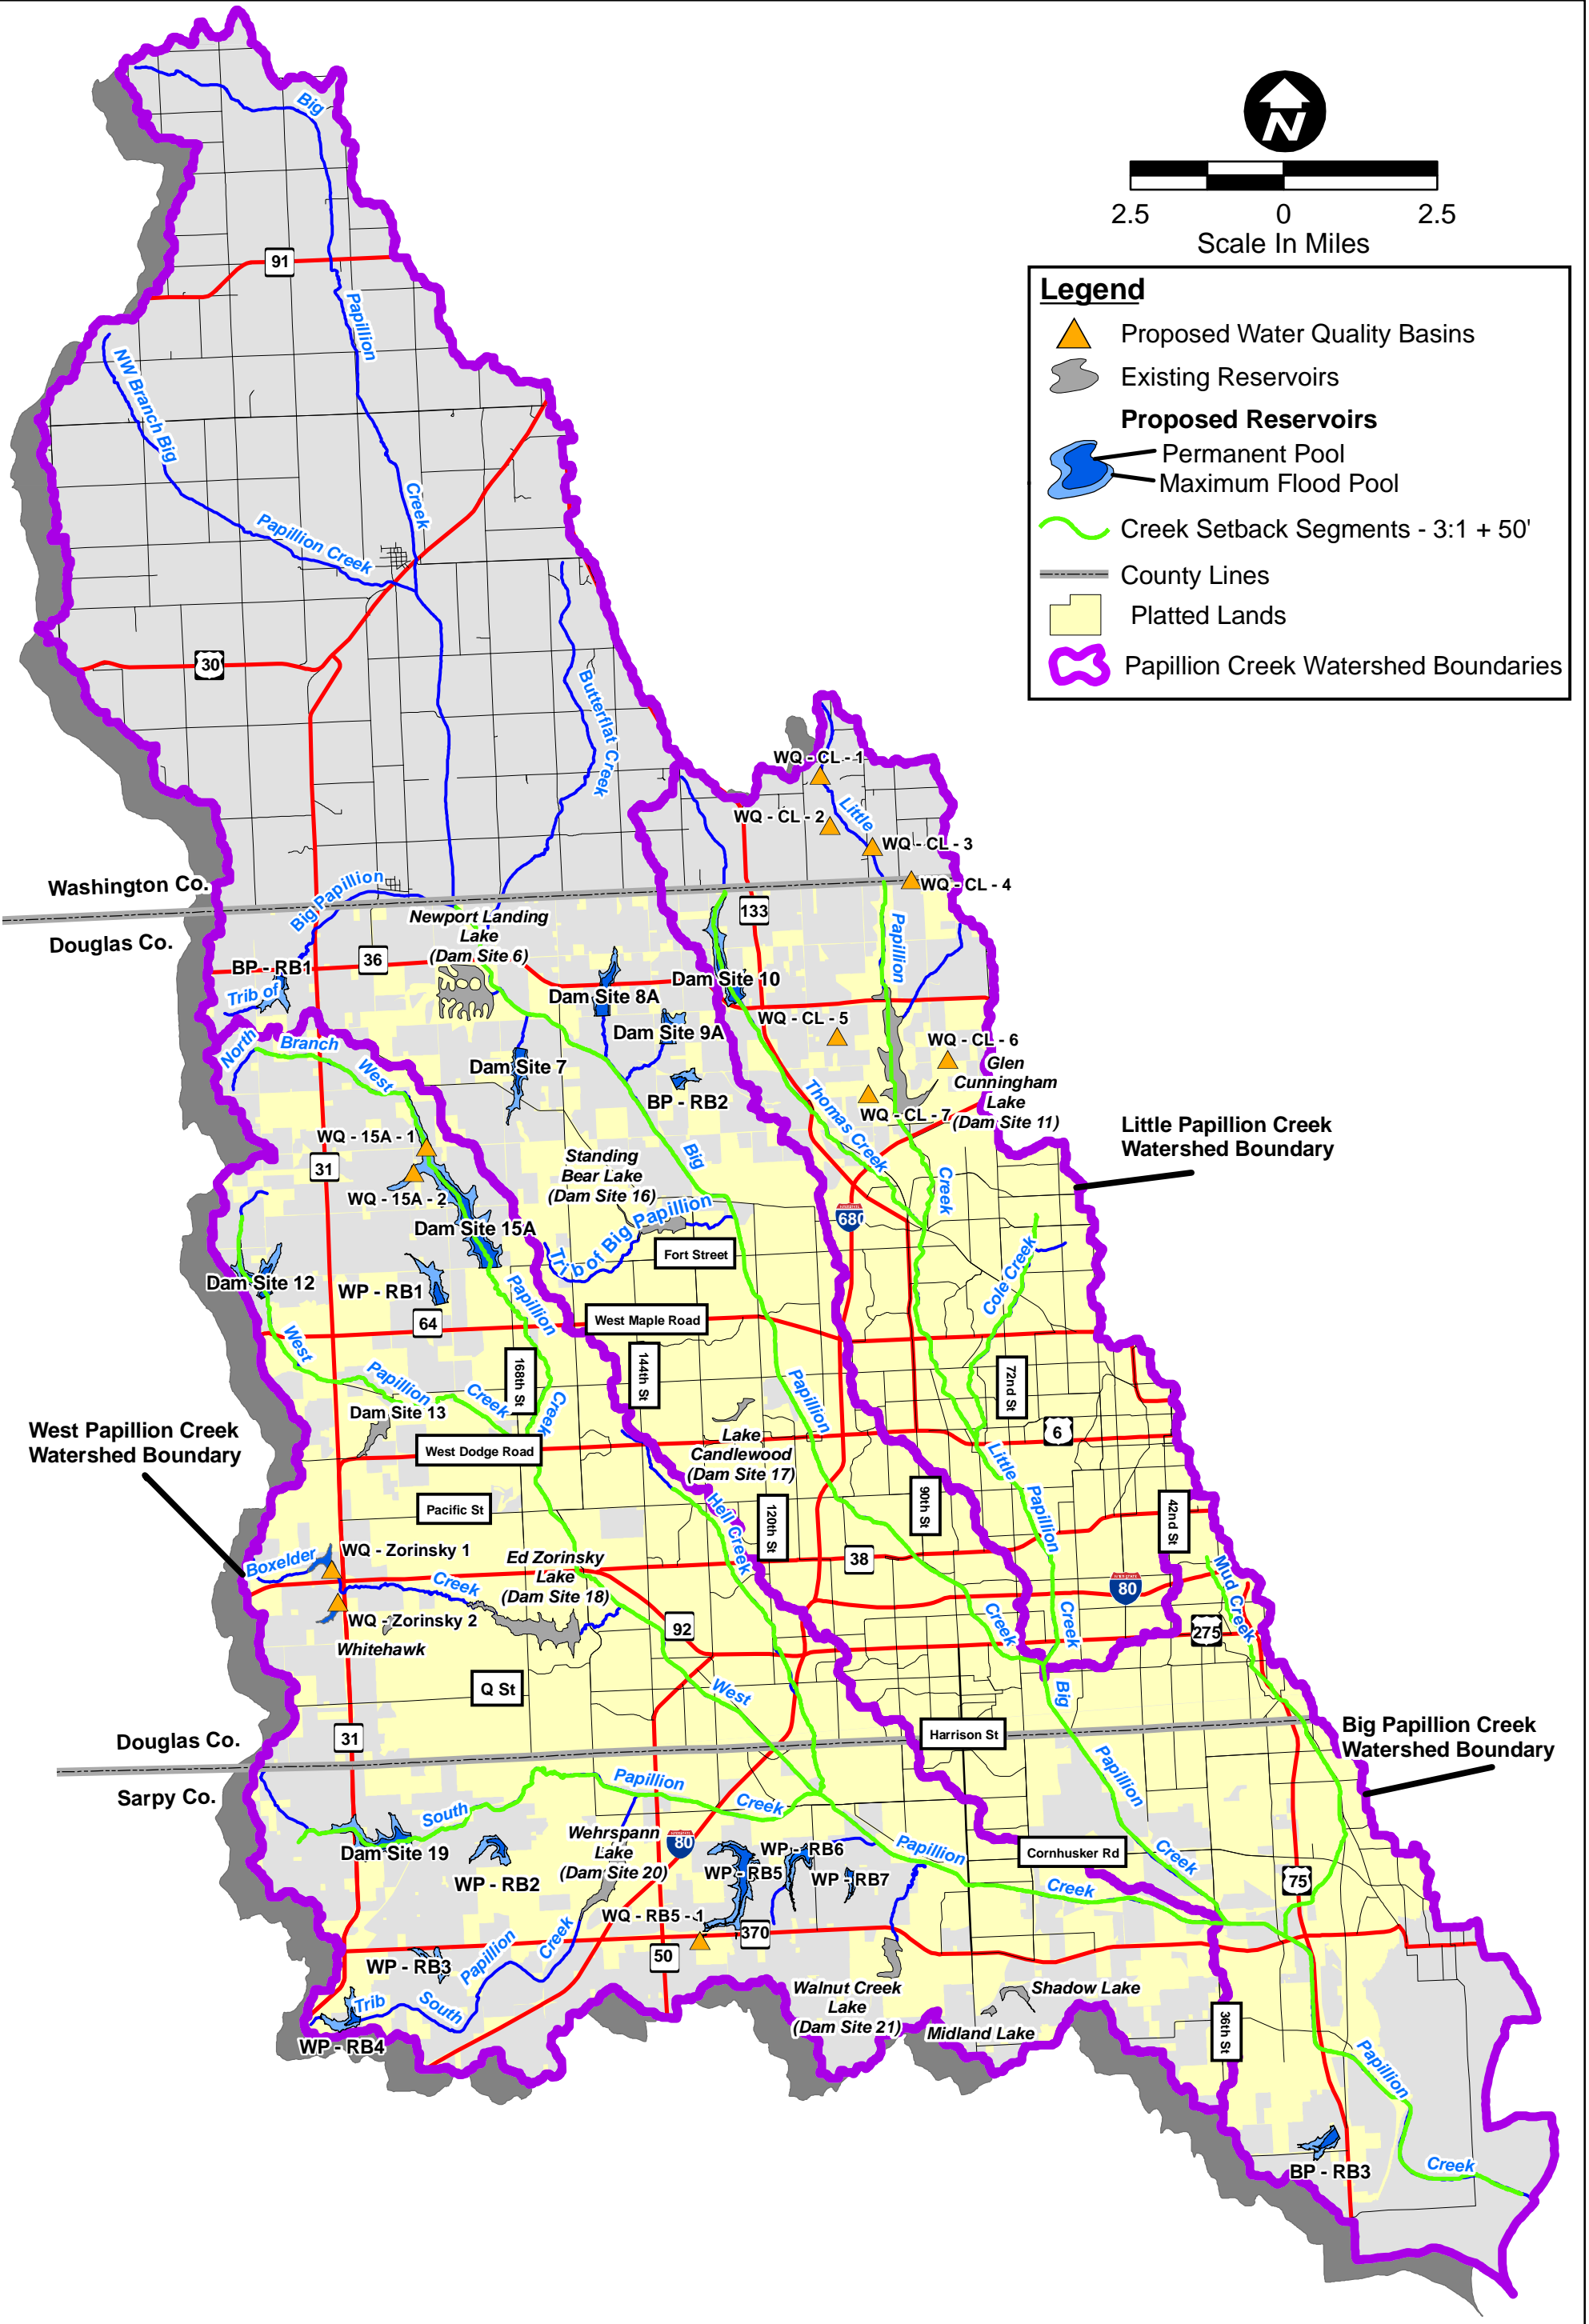 N
2.5 0 2.5
Scale In Miles
Legend
Proposed Water Quality Basins
Existing Reservoirs
Proposed Reservoirs
Permanent Pool
Maximum Flood Pool
Creek Setback Segments - 3:1 + 50'
County Lines
Platted Lands
Papillion Creek Watershed Boundaries
Big
91
Papillion
NW Branch Big
Creek
Papillion Creek
30
Butterflat Creek
WQ - CL - 1
WQ - CL - 2
Little
WQ - CL - 3
WQ - CL - 4
Washington Co.
Big Papillion
Douglas Co.
Newport Landing
Lake
(Dam Site 6)
133
Papillion
36
BP - RB1
Trib of
Dam Site 8A
Dam Site 10
WQ - CL - 5
Dam Site 9A
WQ - CL - 6
North
Branch
West
Dam Site 7
BP - RB2
Glen
Cunningham
Lake
(Dam Site 11)
WQ - CL - 7
Thomas Creek
Little Papillion Creek
Watershed Boundary
WQ - 15A - 1
31
WQ - 15A - 2
Standing
Bear Lake
(Dam Site 16)
Big
Creek
Dam Site 15A
Trib of Big Papillion
680
Fort Street
Dam Site 12
WP - RB1
Papillion
Cole Creek
64
West Maple Road
West
168th St
144th St
72nd St
Papillion
Creek
Creek
Papillion
Dam Site 13
West Papillion Creek
Watershed Boundary
West Dodge Road
Lake
Candlewood
(Dam Site 17)
6
Little
Pacific St
Hell Creek
120th St
90th St
Papillion
42nd St
WQ - Zorinsky 1
Boxelder
Ed Zorinsky
Lake
(Dam Site 18)
38
Creek
80
Mud Creek
WQ - Zorinsky 2
92
Creek
Creek
275
Whitehawk
Q St
West
Big
Harrison St
31
Douglas Co.
Big Papillion Creek
Watershed Boundary
Sarpy Co.
Papillion
Papillion
South
Creek
Dam Site 19
Wehrspann
Lake
(Dam Site 20)
80
WP - RB6
WP - RB5
WP - RB7
Papillion
Cornhusker Rd
Creek
WP - RB2
Creek
75
WQ - RB5 - 1
370
Creek
Papillion
50
WP - RB3
Trib
South
WP - RB4
Walnut Creek
Lake
(Dam Site 21)
Shadow Lake
Midland Lake
36th St
Papillion
BP - RB3
Creek